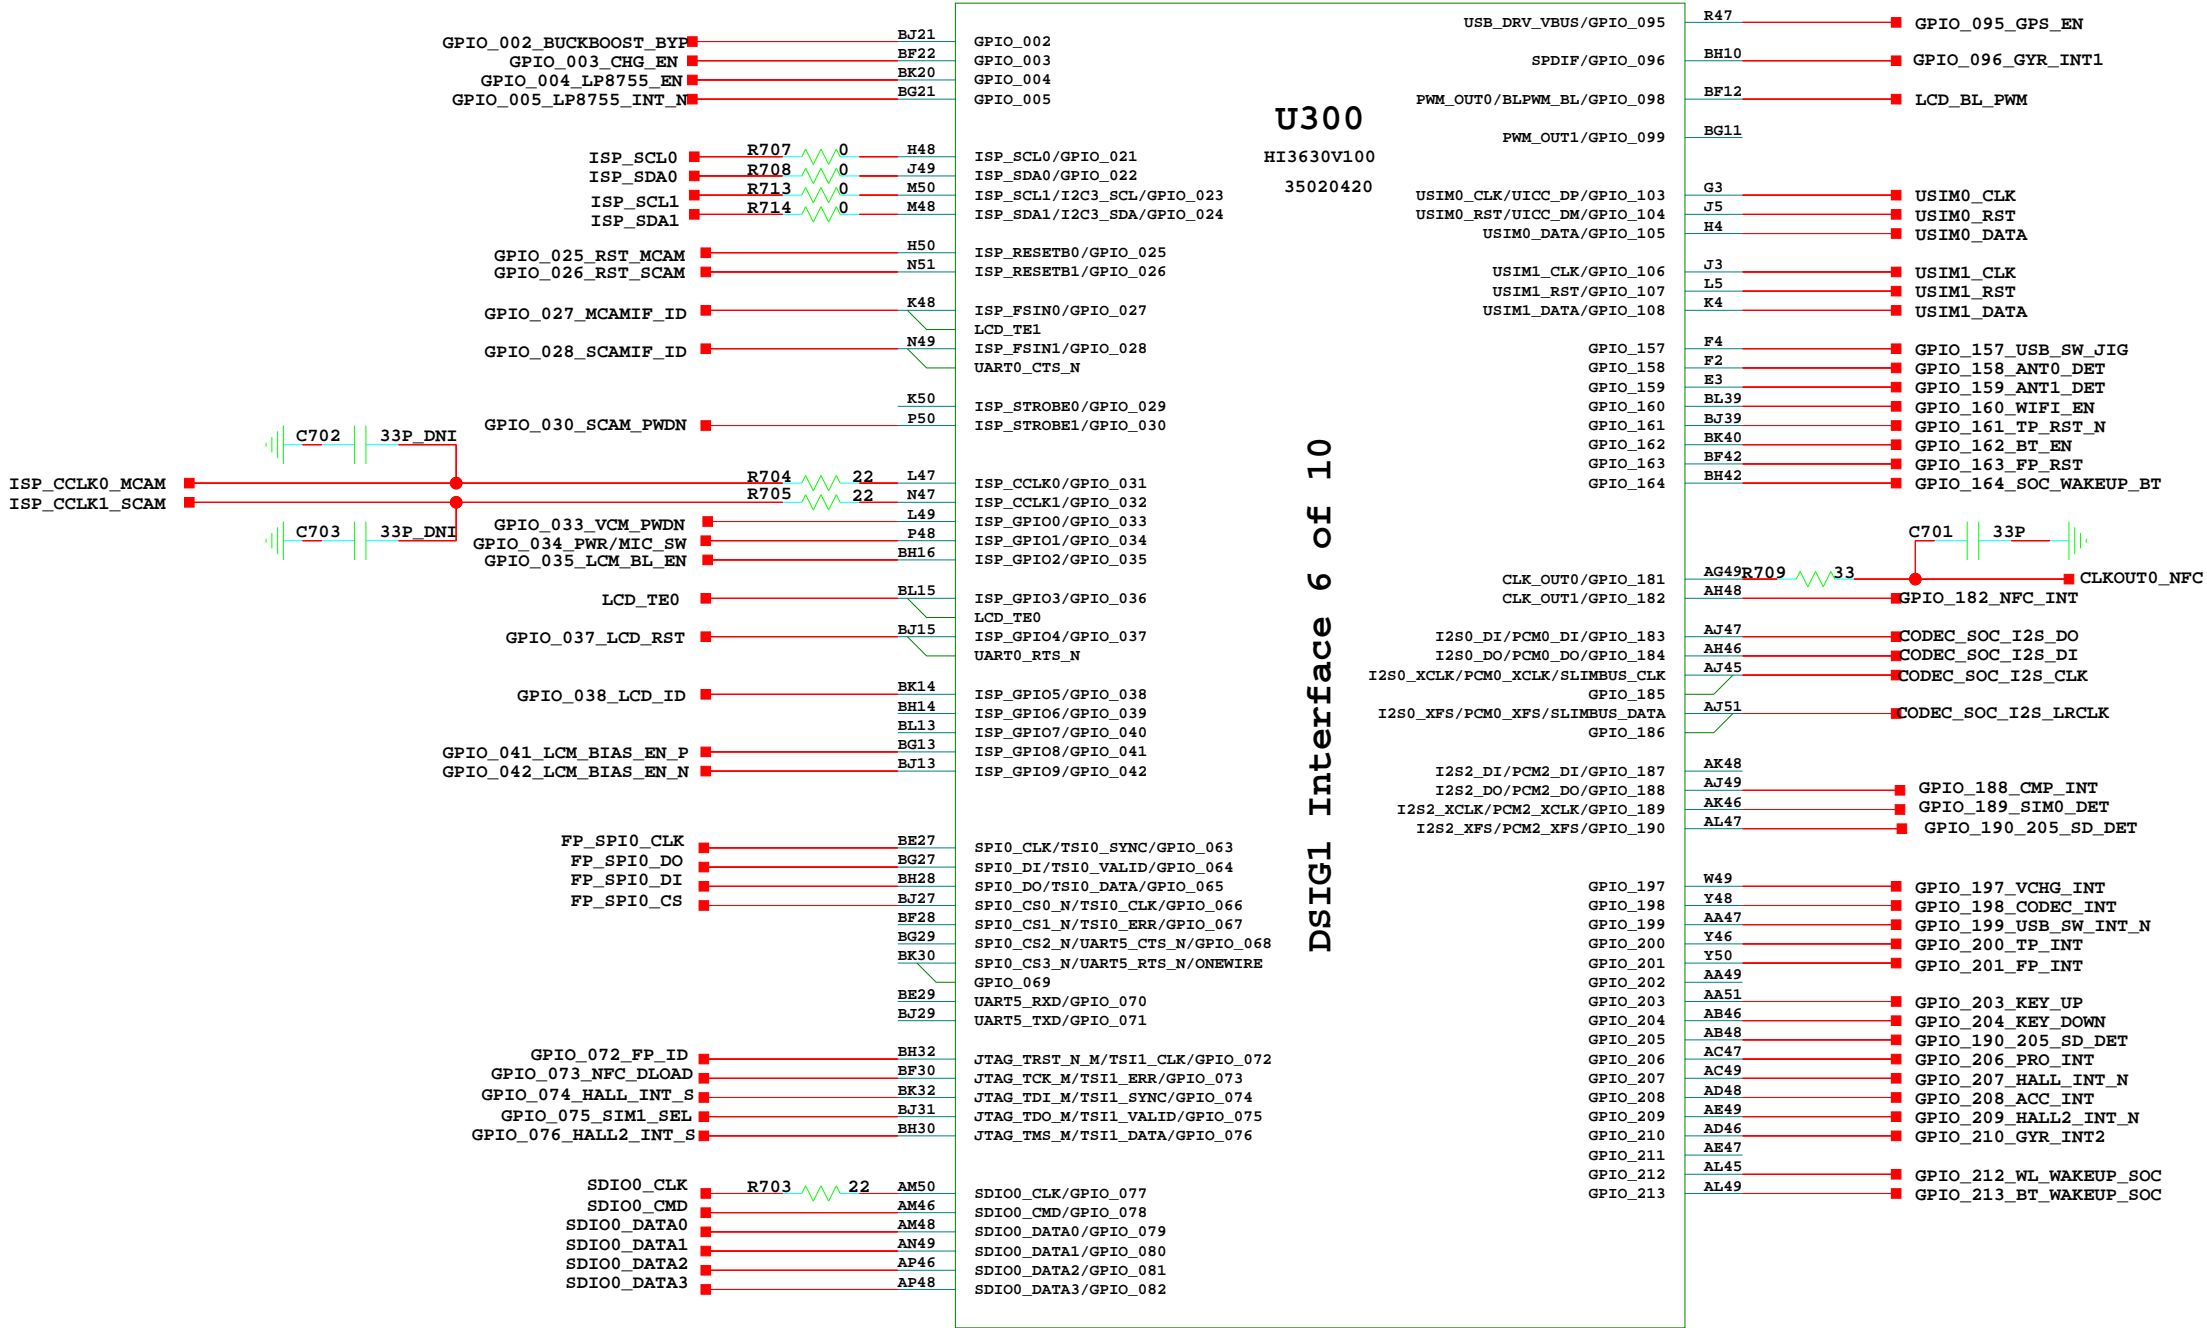 GPIO_002_BUCKBOOST_BYP BJ21 GPIO_002
GPIO_003_CHG_EN BF22 GPIO_003
GPIO_004_LP8755_EN BK20 GPIO_004
GPIO_005_LP8755_INT_N BG21 GPIO_005
ISP_SCL0 R707 0 H48 ISP_SCL0/GPIO_021
ISP_SDA0 R708 0 J49 ISP_SDA0/GPIO_022
ISP_SCL1 R713 0 M50 ISP_SCL1/I2C3_SCL/GPIO_023
ISP_SDA1 R714 0 M48 ISP_SDA1/I2C3_SDA/GPIO_024
GPIO_025_RST_MCAM H50 ISP_RESETB0/GPIO_025
GPIO_026_RST_SCAM N51 ISP_RESETB1/GPIO_026
GPIO_027_MCAMIF_ID K48 ISP_FSIN0/GPIO_027
LCD_TE1
GPIO_028_SCAMIF_ID N49 ISP_FSIN1/GPIO_028
UART0_CTS_N
K50 ISP_STROBE0/GPIO_029
GPIO_030_SCAM_PWDN P50 ISP_STROBE1/GPIO_030
C702 33P_DNI
ISP_CCLK0_MCAM R704 22 L47 ISP_CCLK0/GPIO_031
ISP_CCLK1_SCAM R705 22 N47 ISP_CCLK1/GPIO_032
C703 33P_DNI
GPIO_033_VCM_PWDN L49 ISP_GPIO0/GPIO_033
GPIO_034_PWR/MIC_SW P48 ISP_GPIO1/GPIO_034
GPIO_035_LCM_BL_EN BH16 ISP_GPIO2/GPIO_035
LCD_TE0 BL15 ISP_GPIO3/GPIO_036
LCD_TE0
GPIO_037_LCD_RST BJ15 ISP_GPIO4/GPIO_037
UART0_RTS_N
GPIO_038_LCD_ID BK14 ISP_GPIO5/GPIO_038
BH14 ISP_GPIO6/GPIO_039
BL13 ISP_GPIO7/GPIO_040
GPIO_041_LCM_BIAS_EN_P BG13 ISP_GPIO8/GPIO_041
GPIO_042_LCM_BIAS_EN_N BJ13 ISP_GPIO9/GPIO_042
FP_SPI0_CLK BE27 SPI0_CLK/TSI0_SYNC/GPIO_063
FP_SPI0_DO BG27 SPI0_DI/TSI0_VALID/GPIO_064
FP_SPI0_DI BH28 SPI0_DO/TSI0_DATA/GPIO_065
FP_SPI0_CS BJ27 SPI0_CS0_N/TSI0_CLK/GPIO_066
BF28 SPI0_CS1_N/TSI0_ERR/GPIO_067
BG29 SPI0_CS2_N/UART5_CTS_N/GPIO_068
BK30 SPI0_CS3_N/UART5_RTS_N/ONEWIRE
GPIO_069
BE29 UART5_RXD/GPIO_070
BJ29 UART5_TXD/GPIO_071
GPIO_072_FP_ID BH32 JTAG_TRST_N_M/TSI1_CLK/GPIO_072
GPIO_073_NFC_DLOAD BF30 JTAG_TCK_M/TSI1_ERR/GPIO_073
GPIO_074_HALL_INT_S BK32 JTAG_TDI_M/TSI1_SYNC/GPIO_074
GPIO_075_SIM1_SEL BJ31 JTAG_TDO_M/TSI1_VALID/GPIO_075
GPIO_076_HALL2_INT_S BH30 JTAG_TMS_M/TSI1_DATA/GPIO_076
SDIO0_CLK R703 22 AM50 SDIO0_CLK/GPIO_077
SDIO0_CMD AM46 SDIO0_CMD/GPIO_078
SDIO0_DATA0 AM48 SDIO0_DATA0/GPIO_079
SDIO0_DATA1 AN49 SDIO0_DATA1/GPIO_080
SDIO0_DATA2 AP46 SDIO0_DATA2/GPIO_081
SDIO0_DATA3 AP48 SDIO0_DATA3/GPIO_082
U300
HI3630V100
35020420
DSIG1 Interface 6 of 10
USB_DRV_VBUS/GPIO_095 R47 GPIO_095_GPS_EN
SPDIF/GPIO_096 BH10 GPIO_096_GYR_INT1
PWM_OUT0/BLPWM_BL/GPIO_098 BF12 LCD_BL_PWM
PWM_OUT1/GPIO_099 BG11
USIM0_CLK/UICC_DP/GPIO_103 G3 USIM0_CLK
USIM0_RST/UICC_DM/GPIO_104 J5 USIM0_RST
USIM0_DATA/GPIO_105 H4 USIM0_DATA
USIM1_CLK/GPIO_106 J3 USIM1_CLK
USIM1_RST/GPIO_107 L5 USIM1_RST
USIM1_DATA/GPIO_108 K4 USIM1_DATA
GPIO_157 F4 GPIO_157_USB_SW_JIG
GPIO_158 F2 GPIO_158_ANT0_DET
GPIO_159 E3 GPIO_159_ANT1_DET
GPIO_160 BL39 GPIO_160_WIFI_EN
GPIO_161 BJ39 GPIO_161_TP_RST_N
GPIO_162 BK40 GPIO_162_BT_EN
GPIO_163 BF42 GPIO_163_FP_RST
GPIO_164 BH42 GPIO_164_SOC_WAKEUP_BT
C701 33P
CLK_OUT0/GPIO_181 AG49 R709 33 CLKOUT0_NFC
CLK_OUT1/GPIO_182 AH48 GPIO_182_NFC_INT
I2S0_DI/PCM0_DI/GPIO_183 AJ47 CODEC_SOC_I2S_DO
I2S0_DO/PCM0_DO/GPIO_184 AH46 CODEC_SOC_I2S_DI
I2S0_XCLK/PCM0_XCLK/SLIMBUS_CLK AJ45 CODEC_SOC_I2S_CLK
GPIO_185
I2S0_XFS/PCM0_XFS/SLIMBUS_DATA AJ51 CODEC_SOC_I2S_LRCLK
GPIO_186
I2S2_DI/PCM2_DI/GPIO_187 AK48
I2S2_DO/PCM2_DO/GPIO_188 AJ49 GPIO_188_CMP_INT
I2S2_XCLK/PCM2_XCLK/GPIO_189 AK46 GPIO_189_SIM0_DET
I2S2_XFS/PCM2_XFS/GPIO_190 AL47 GPIO_190_205_SD_DET
GPIO_197 W49 GPIO_197_VCHG_INT
GPIO_198 Y48 GPIO_198_CODEC_INT
GPIO_199 AA47 GPIO_199_USB_SW_INT_N
GPIO_200 Y46 GPIO_200_TP_INT
GPIO_201 Y50 GPIO_201_FP_INT
GPIO_202 AA49
GPIO_203 AA51 GPIO_203_KEY_UP
GPIO_204 AB46 GPIO_204_KEY_DOWN
GPIO_205 AB48 GPIO_190_205_SD_DET
GPIO_206 AC47 GPIO_206_PRO_INT
GPIO_207 AC49 GPIO_207_HALL_INT_N
GPIO_208 AD48 GPIO_208_ACC_INT
GPIO_209 AE49 GPIO_209_HALL2_INT_N
GPIO_210 AD46 GPIO_210_GYR_INT2
GPIO_211 AE47
GPIO_212 AL45 GPIO_212_WL_WAKEUP_SOC
GPIO_213 AL49 GPIO_213_BT_WAKEUP_SOC